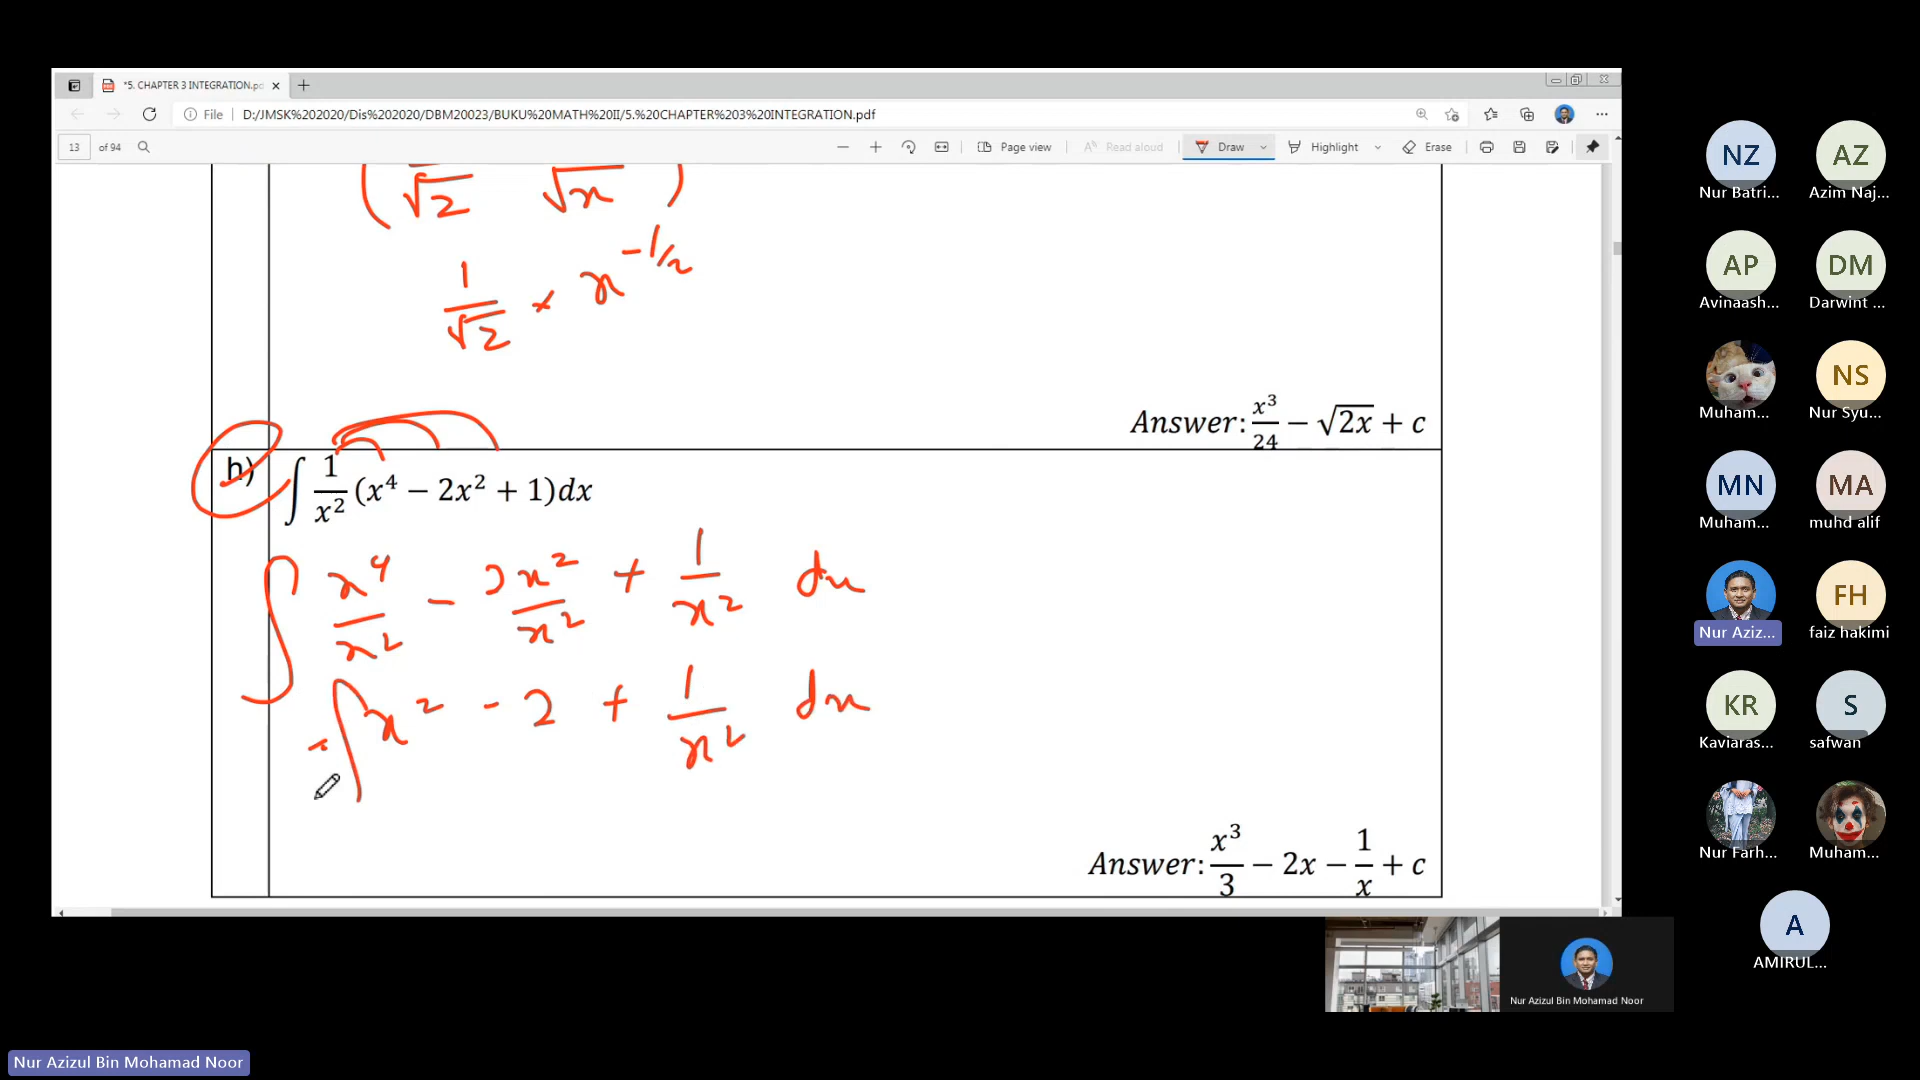 *5. CHAPTER 3 INTEGRATION.pd
File D:/JMSK%202020/Dis%202020/DBM20023/BUKU%20MATH%20II/5.%20CHAPTER%203%20INTEGRATION.pdf
13 of 94 Page view Read aloud Draw Highlight Erase
( √2 √x )
1/√2 × x^(-1/2)
Answer: x³/24 − √2x + c
h) ∫ 1/x² (x⁴ − 2x² + 1)dx
∫ x⁴/x² - 2x²/x² + 1/x² dx
= ∫ x² - 2 + 1/x² dx
Answer: x³/3 − 2x − 1/x + c
NZ AZ
Nur Batri... Azim Naj...
AP DM
Avinaash... Darwint ...
NS
Muham... Nur Syu...
MN MA
Muham... muhd alif
FH
Nur Aziz... faiz hakimi
KR S
Kaviaras... safwan
Nur Farh... Muham...
A
AMIRUL...
Nur Azizul Bin Mohamad Noor
Nur Azizul Bin Mohamad Noor